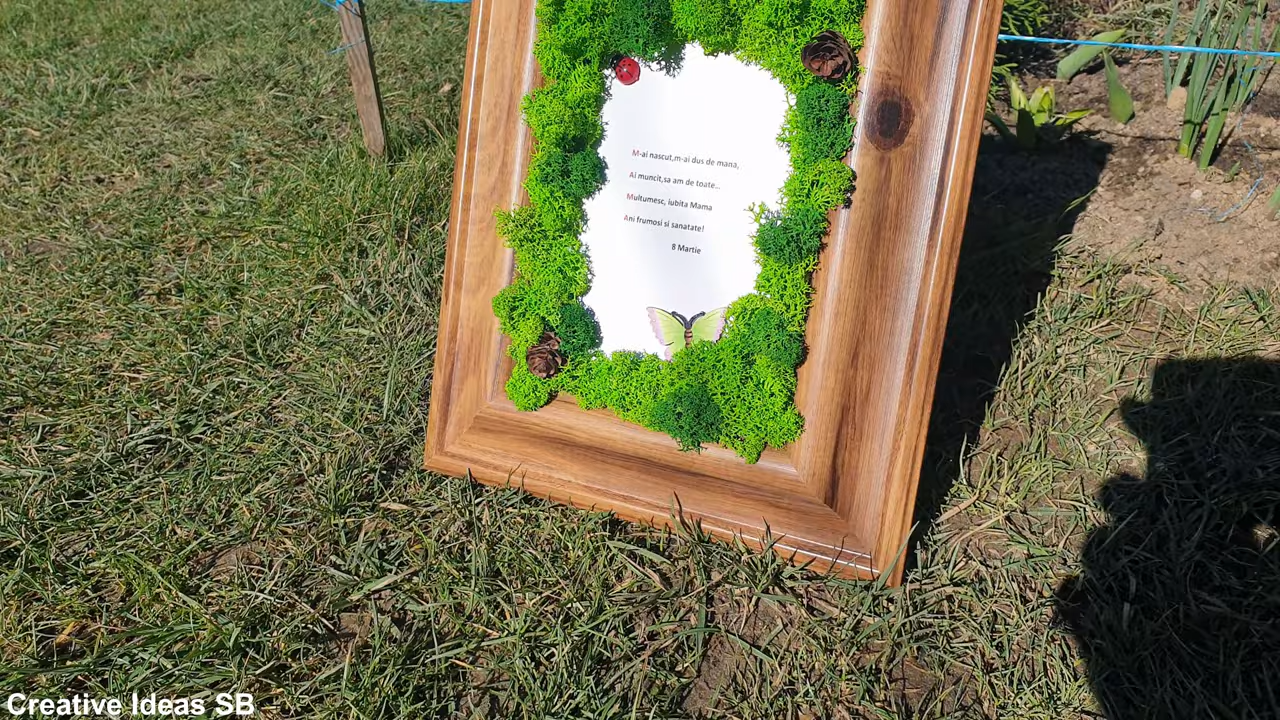 M-ai nascut,m-ai dus de mana,
Ai muncit,sa am de toate...
Multumesc, iubita Mama
Ani frumosi si sanatate!
8 Martie
Creative Ideas SB